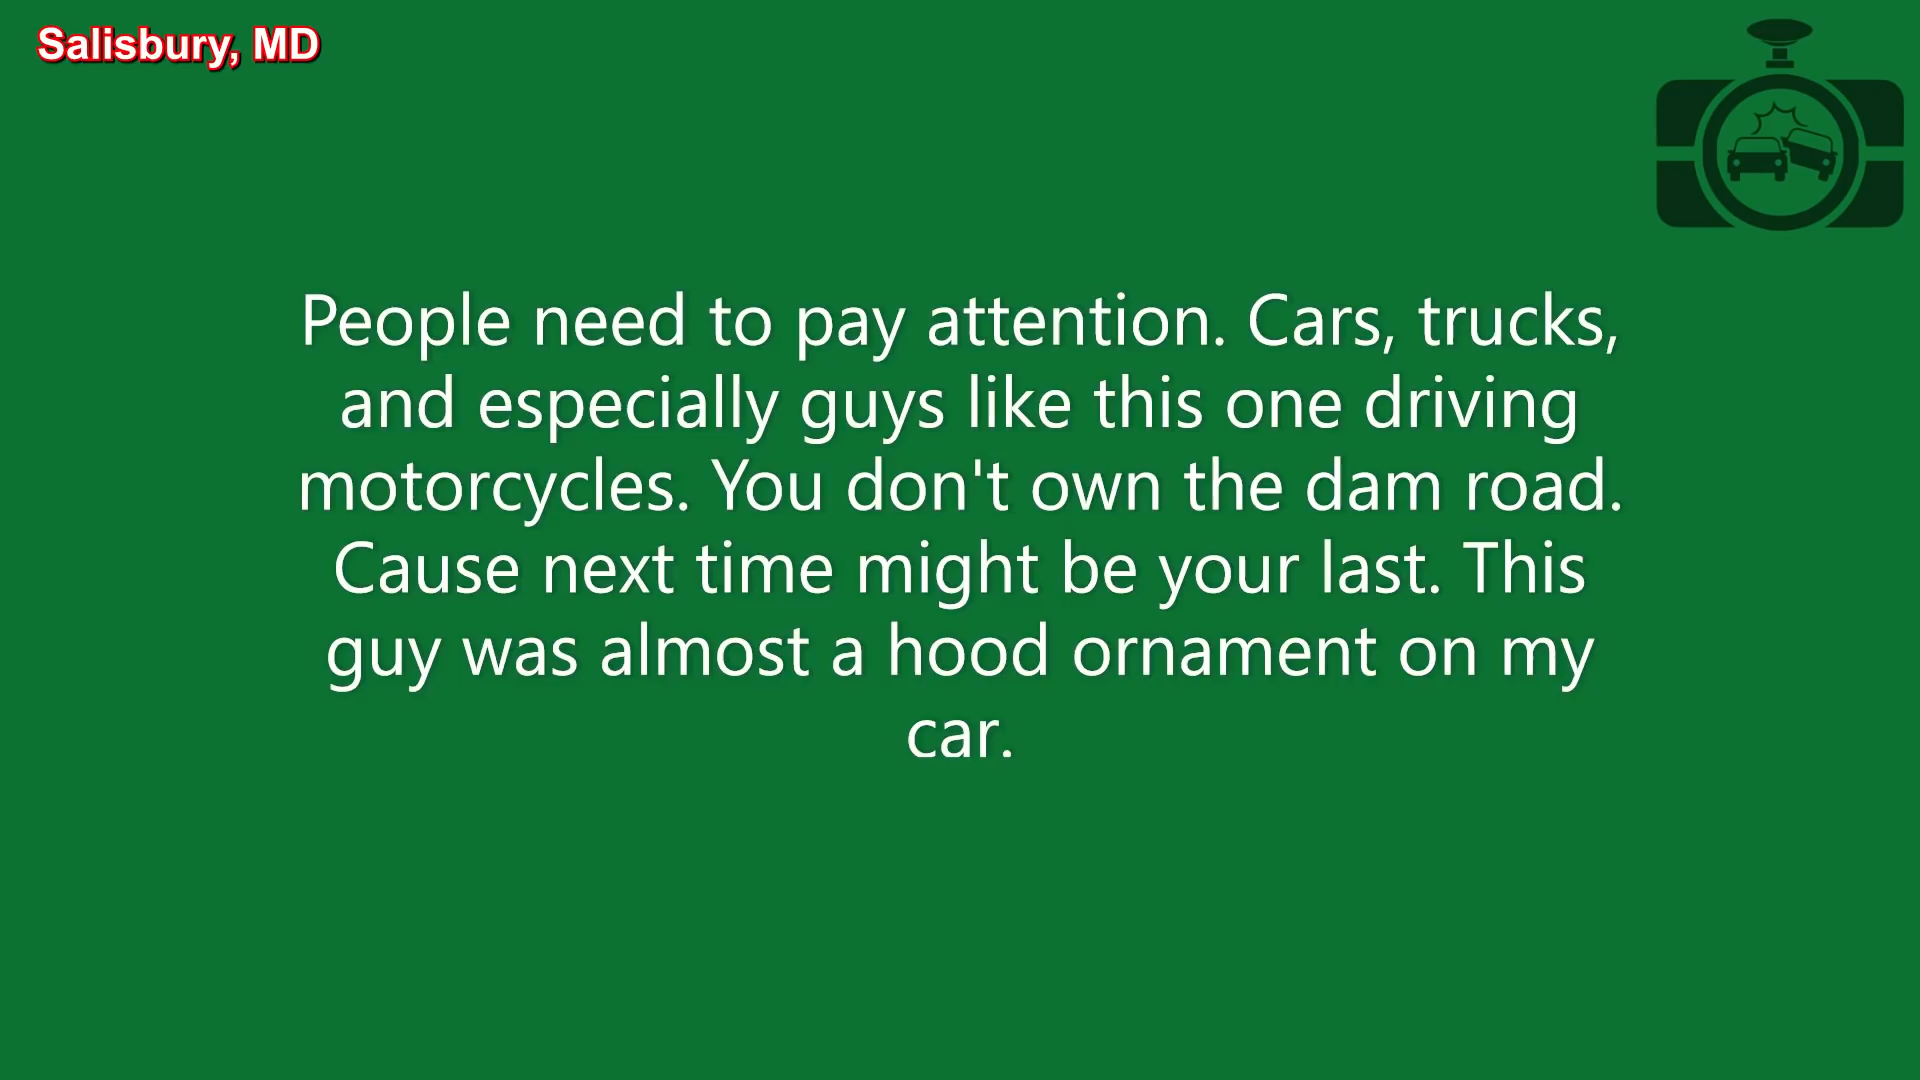 Salisbury, MD
People need to pay attention. Cars, trucks,
and especially guys like this one driving
motorcycles. You don't own the dam road.
Cause next time might be your last. This
guy was almost a hood ornament on my
car.